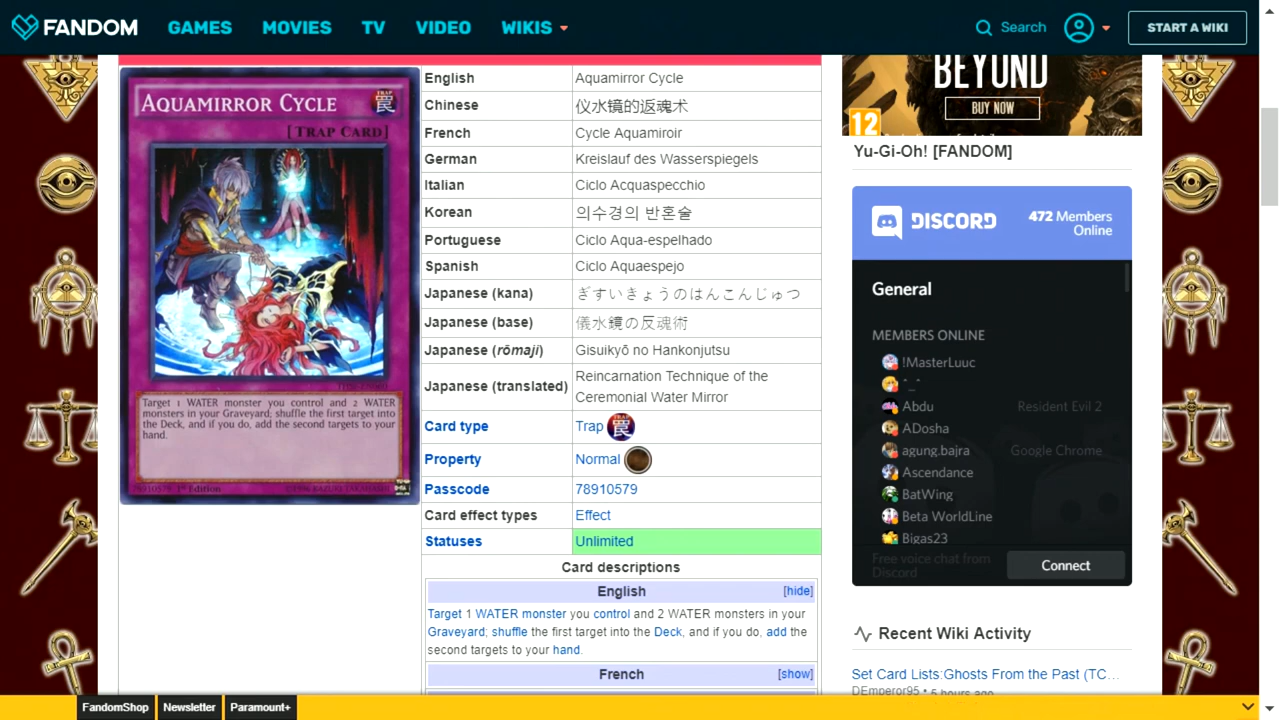 FANDOM
GAMES
MOVIES
TV
VIDEO
WIKIS
Search
START A WIKI
AQUAMIRROR CYCLE
TRAP
罠
[TRAP CARD]
Target 1 WATER monster you control and 2 WATER
monsters in your Graveyard; shuffle the first target into
the Deck, and if you do, add the second targets to your
hand.
78910579
1st Edition
English Aquamirror Cycle
Chinese 仪水镜的返魂术
French Cycle Aquamiroir
German Kreislauf des Wasserspiegels
Italian Ciclo Acquaspecchio
Korean 의수경의 반혼술
Portuguese Ciclo Aqua-espelhado
Spanish Ciclo Aquaespejo
Japanese (kana) ぎすいきょうのはんこんじゅつ
Japanese (base) 儀水鏡の反魂術
Japanese (rōmaji) Gisuikyō no Hankonjutsu
Japanese (translated) Reincarnation Technique of the
Ceremonial Water Mirror
Card type Trap
Property Normal
Passcode 78910579
Card effect types Effect
Statuses Unlimited
Card descriptions
English [hide]
Target 1 WATER monster you control and 2 WATER monsters in your
Graveyard; shuffle the first target into the Deck, and if you do, add the
second targets to your hand.
French [show]
BEYOND
BUY NOW
12
Yu-Gi-Oh! [FANDOM]
DISCORD
472 Members
Online
General
MEMBERS ONLINE
!MasterLuuc
^_^
Abdu Resident Evil 2
ADosha
agung.bajra Google Chrome
Ascendance
BatWing
Beta WorldLine
Bigas23
Free voice chat from
Discord
Connect
Recent Wiki Activity
Set Card Lists:Ghosts From the Past (TC...
DEmperor95 • 5 hours ago
FandomShop
Newsletter
Paramount+